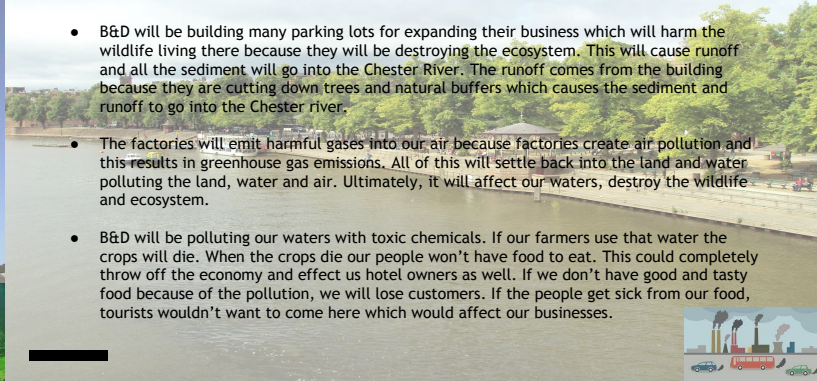 ● B&D will be building many parking lots for expanding their business which will harm the
wildlife living there because they will be destroying the ecosystem. This will cause runoff
and all the sediment will go into the Chester River. The runoff comes from the building
because they are cutting down trees and natural buffers which causes the sediment and
runoff to go into the Chester river.
● The factories will emit harmful gases into our air because factories create air pollution and
this results in greenhouse gas emissions. All of this will settle back into the land and water
polluting the land, water and air. Ultimately, it will affect our waters, destroy the wildlife
and ecosystem.
● B&D will be polluting our waters with toxic chemicals. If our farmers use that water the
crops will die. When the crops die our people won't have food to eat. This could completely
throw off the economy and effect us hotel owners as well. If we don't have good and tasty
food because of the pollution, we will lose customers. If the people get sick from our food,
tourists wouldn't want to come here which would affect our businesses.